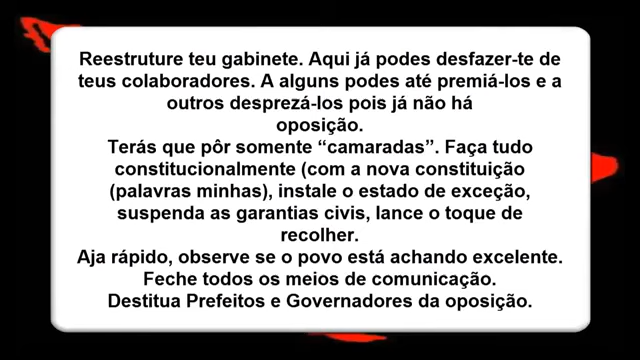 Reestruture teu gabinete. Aqui já podes desfazer-te de
teus colaboradores. A alguns podes até premiá-los e a
outros desprezá-los pois já não há
oposição.
Terás que pôr somente “camaradas”. Faça tudo
constitucionalmente (com a nova constituição
(palavras minhas), instale o estado de exceção,
suspenda as garantias civis, lance o toque de
recolher.
Aja rápido, observe se o povo está achando excelente.
Feche todos os meios de comunicação.
Destitua Prefeitos e Governadores da oposição.